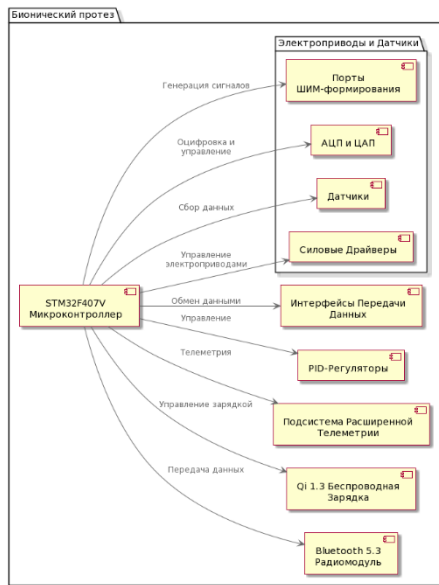 Бионический протез
Электроприводы и Датчики
Генерация сигналов
Порты
ШИМ-формирования
Оцифровка и
управление
АЦП и ЦАП
Сбор данных
Датчики
Управление
электроприводами
Силовые Драйверы
STM32F407V
Микроконтроллер
Обмен данными
Интерфейсы Передачи
Данных
Управление
PID-Регуляторы
Телеметрия
Подсистема Расширенной
Телеметрии
Управление зарядкой
Qi 1.3 Беспроводная
Зарядка
Передача данных
Bluetooth 5.3
Радиомодуль